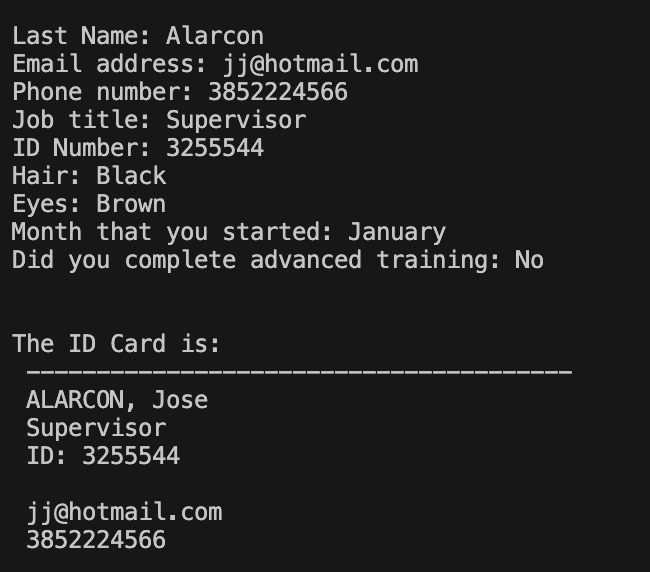 Last Name: Alarcon
Email address: jj@hotmail.com
Phone number: 3852224566
Job title: Supervisor
ID Number: 3255544
Hair: Black
Eyes: Brown
Month that you started: January
Did you complete advanced training: No
The ID Card is:
---------------------------------------
ALARCON, Jose
Supervisor
ID: 3255544
jj@hotmail.com
3852224566